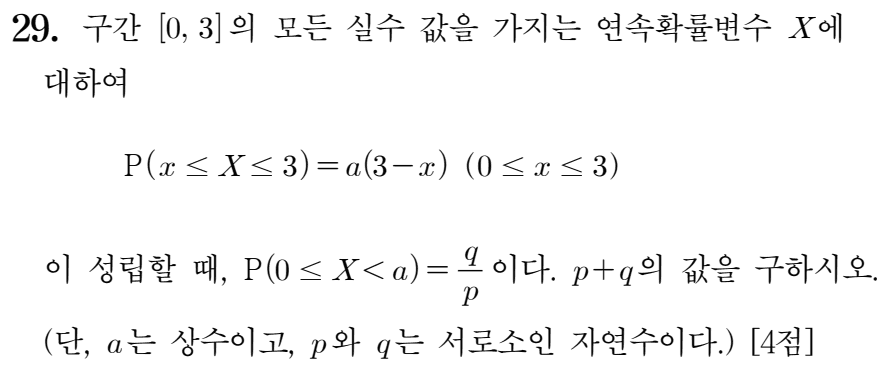 29. 구간 [0, 3]의 모든 실수 값을 가지는 연속확률변수 X에
대하여
P(x ≤ X ≤ 3) = a(3-x) (0 ≤ x ≤ 3)
이 성립할 때, P(0 ≤ X < a) = q/p 이다. p+q의 값을 구하시오.
(단, a는 상수이고, p와 q는 서로소인 자연수이다.) [4점]